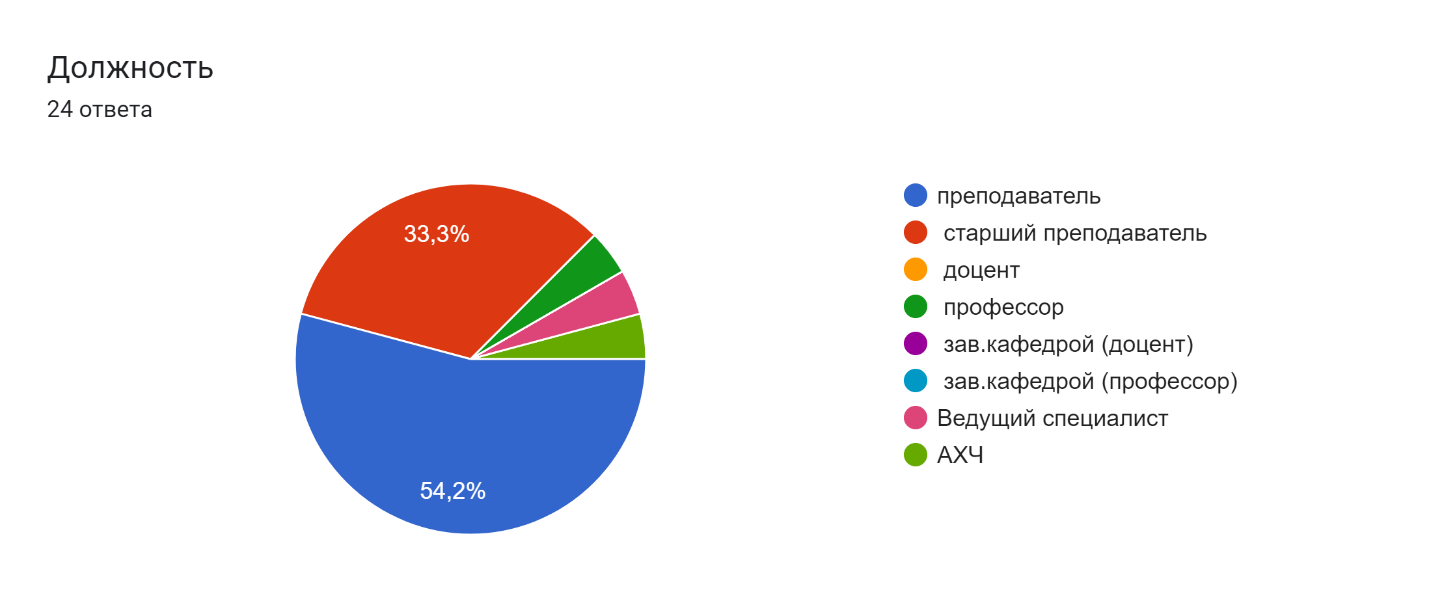 Должность
24 ответа
33,3%
54,2%
преподаватель
старший преподаватель
доцент
профессор
зав.кафедрой (доцент)
зав.кафедрой (профессор)
Ведущий специалист
АХЧ